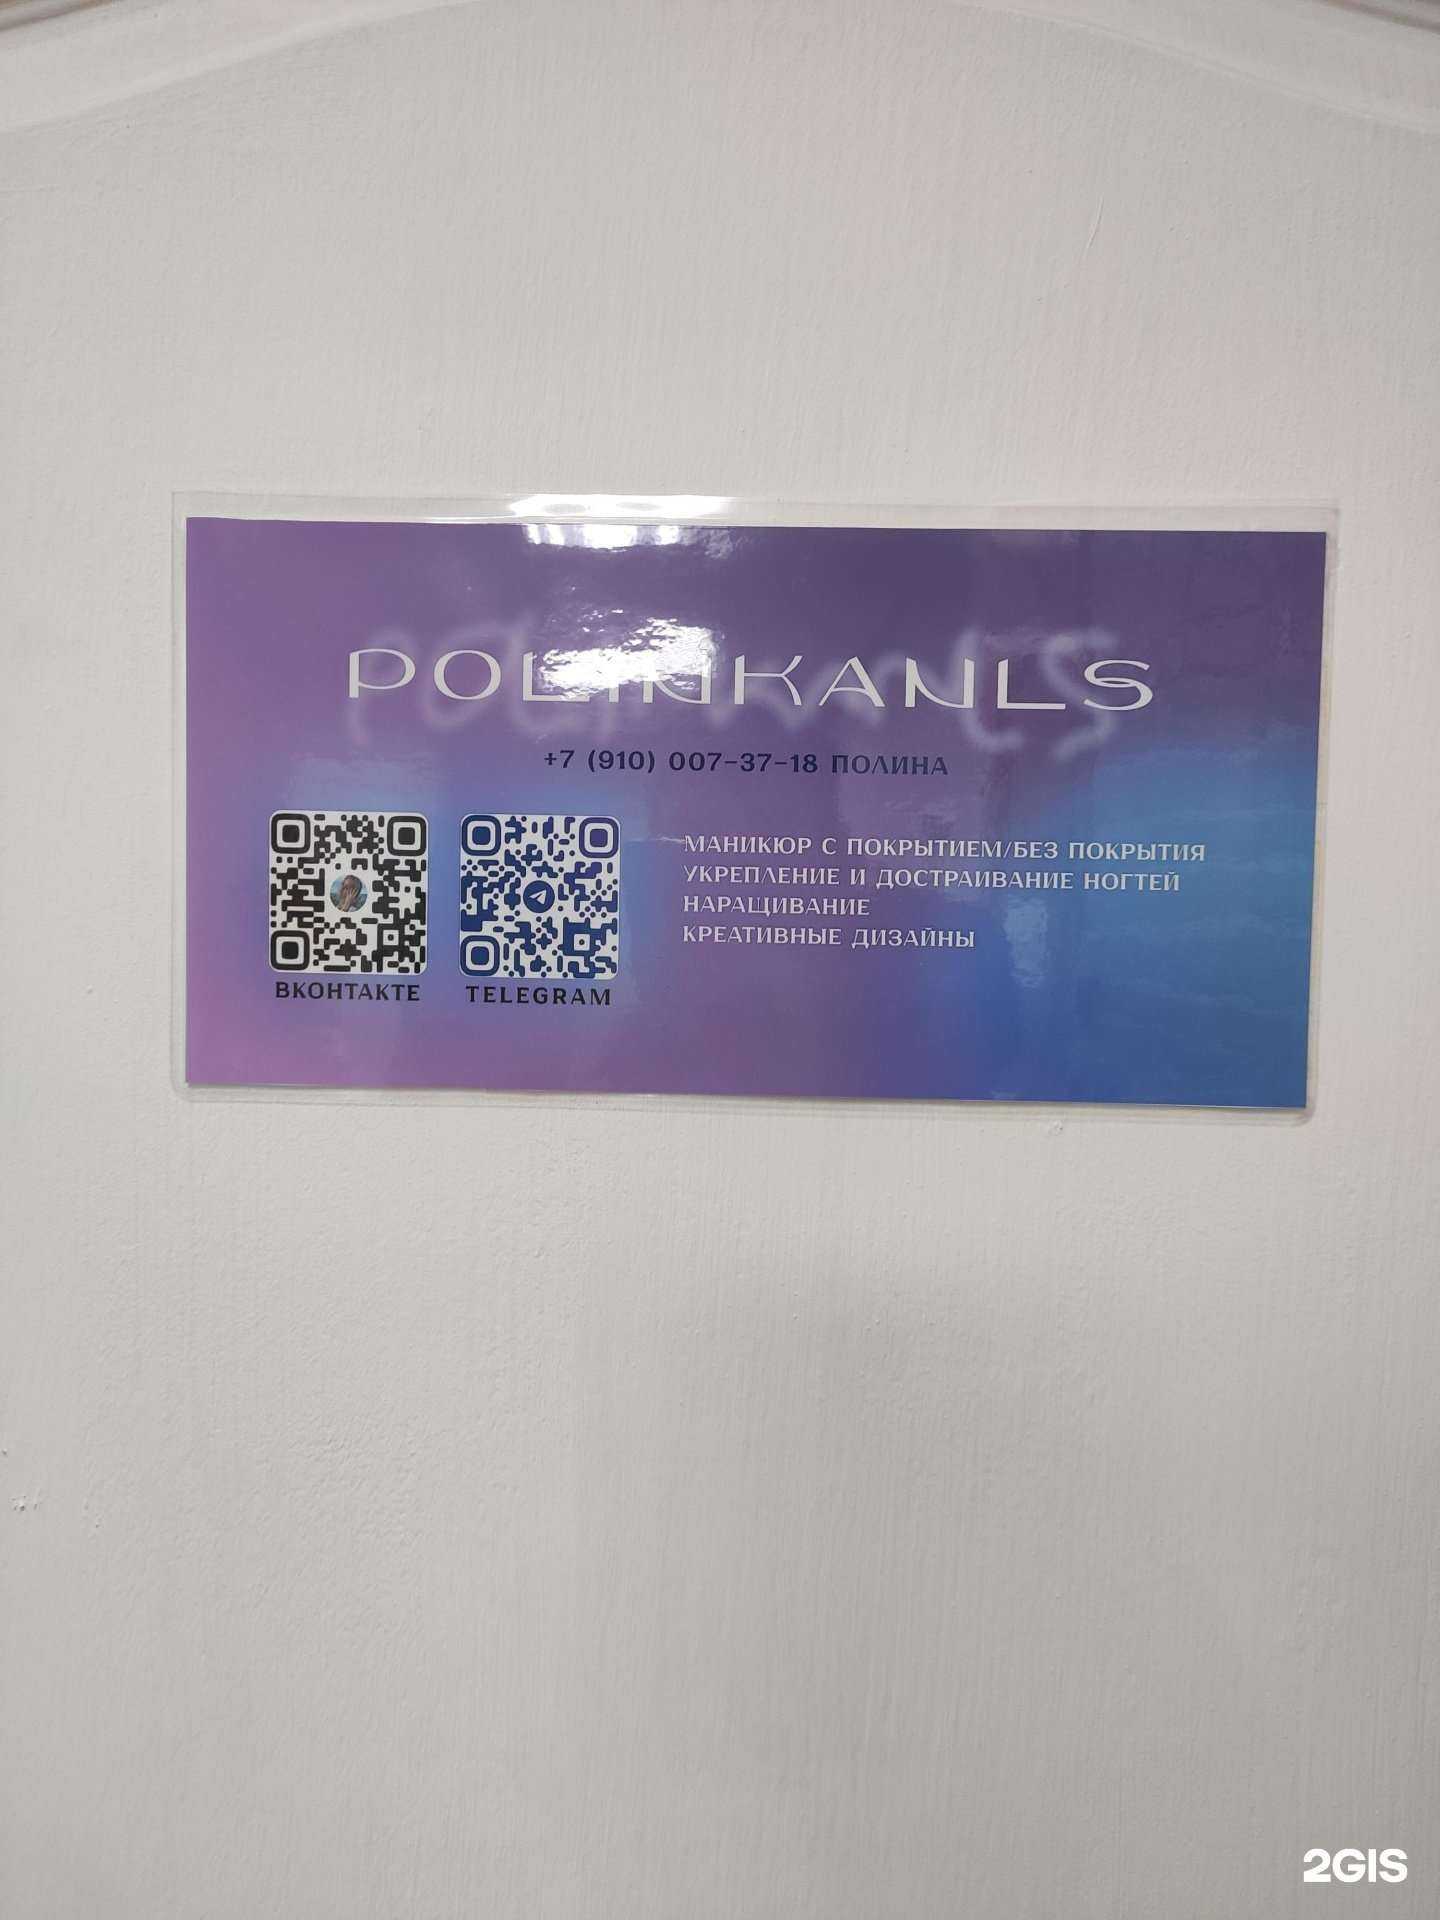 POLINKANLS
+7 (910) 007-37-18 ПОЛИНА
МАНИКЮР С ПОКРЫТИЕМ/БЕЗ ПОКРЫТИЯ
УКРЕПЛЕНИЕ И ДОСТРАИВАНИЕ НОГТЕЙ
НАРАЩИВАНИЕ
КРЕАТИВНЫЕ ДИЗАЙНЫ
ВКОНТАКТЕ
TELEGRAM
2GIS